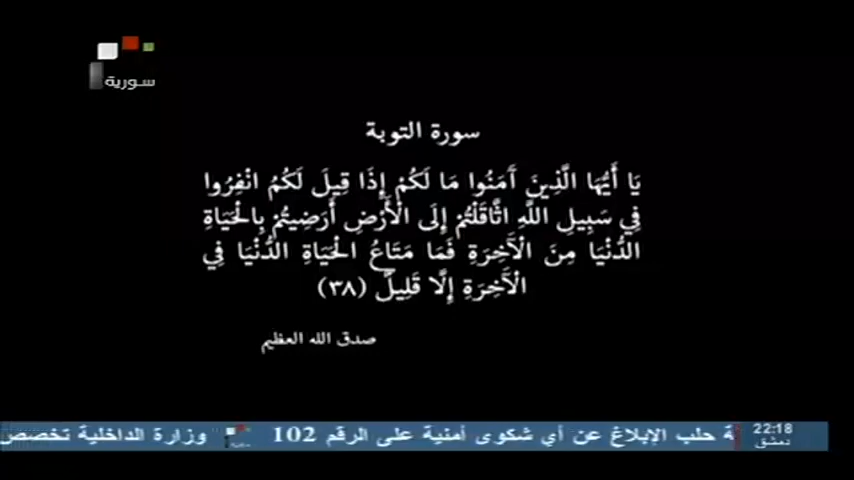 سورية
سورة التوبة
يَا أَيُّهَا الَّذِينَ آمَنُوا مَا لَكُمْ إِذَا قِيلَ لَكُمُ انْفِرُوا
فِي سَبِيلِ اللَّهِ اثَّاقَلْتُمْ إِلَى الْأَرْضِ أَرَضِيتُمْ بِالْحَيَاةِ
الدُّنْيَا مِنَ الْآخِرَةِ فَمَا مَتَاعُ الْحَيَاةِ الدُّنْيَا فِي
الْآخِرَةِ إِلَّا قَلِيلٌ (٣٨)
صدق الله العظيم
22:18
دمشق
ة حلب الإبلاغ عن أي شكوى أمنية على الرقم 102 وزارة الداخلية تخصص